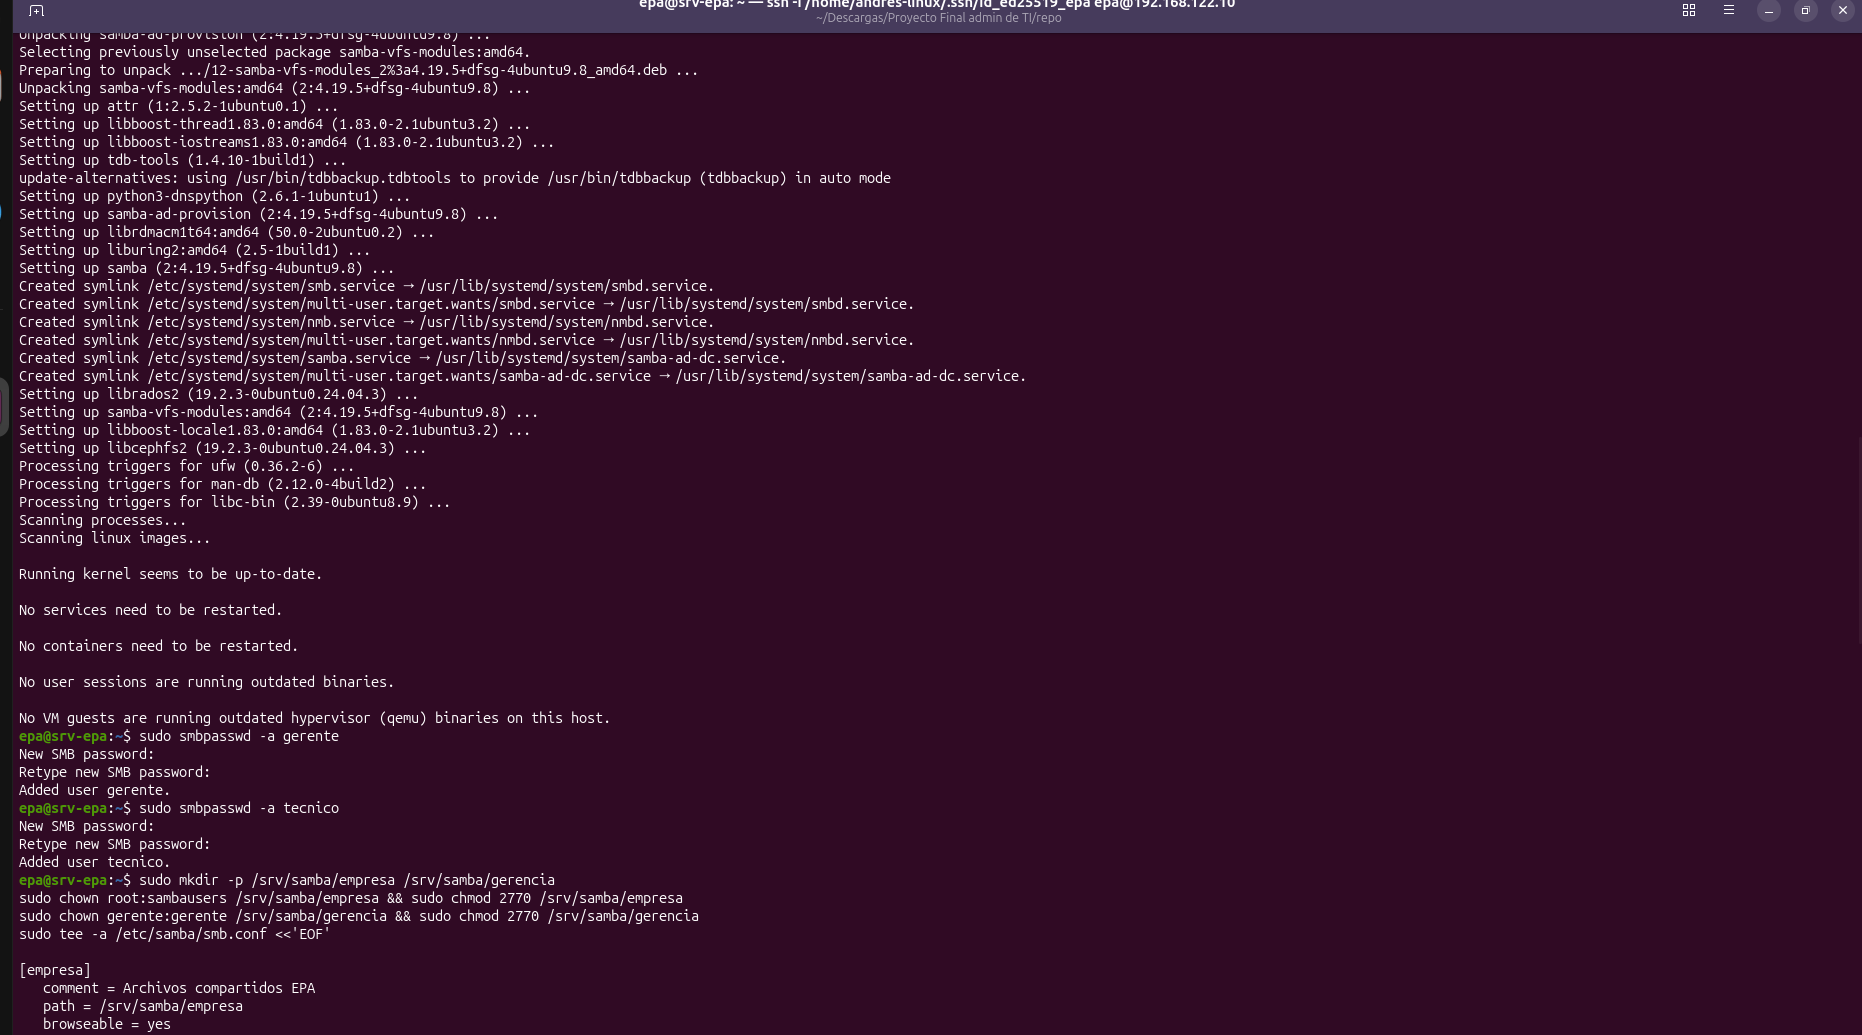 epa@srv-epa: ~ — ssh -i /home/andres-linux/.ssh/id_ed25519_epa epa@192.168.122.10
~/Descargas/Proyecto Final admin de TI/repo
Unpacking samba-ad-provision (2:4.19.5+dfsg-4ubuntu9.8) ...
Selecting previously unselected package samba-vfs-modules:amd64.
Preparing to unpack .../12-samba-vfs-modules_2%3a4.19.5+dfsg-4ubuntu9.8_amd64.deb ...
Unpacking samba-vfs-modules:amd64 (2:4.19.5+dfsg-4ubuntu9.8) ...
Setting up attr (1:2.5.2-1ubuntu0.1) ...
Setting up libboost-thread1.83.0:amd64 (1.83.0-2.1ubuntu3.2) ...
Setting up libboost-iostreams1.83.0:amd64 (1.83.0-2.1ubuntu3.2) ...
Setting up tdb-tools (1.4.10-1build1) ...
update-alternatives: using /usr/bin/tdbbackup.tdbtools to provide /usr/bin/tdbbackup (tdbbackup) in auto mode
Setting up python3-dnspython (2.6.1-1ubuntu1) ...
Setting up samba-ad-provision (2:4.19.5+dfsg-4ubuntu9.8) ...
Setting up librdmacm1t64:amd64 (50.0-2ubuntu0.2) ...
Setting up liburing2:amd64 (2.5-1build1) ...
Setting up samba (2:4.19.5+dfsg-4ubuntu9.8) ...
Created symlink /etc/systemd/system/smb.service → /usr/lib/systemd/system/smbd.service.
Created symlink /etc/systemd/system/multi-user.target.wants/smbd.service → /usr/lib/systemd/system/smbd.service.
Created symlink /etc/systemd/system/nmb.service → /usr/lib/systemd/system/nmbd.service.
Created symlink /etc/systemd/system/multi-user.target.wants/nmbd.service → /usr/lib/systemd/system/nmbd.service.
Created symlink /etc/systemd/system/samba.service → /usr/lib/systemd/system/samba-ad-dc.service.
Created symlink /etc/systemd/system/multi-user.target.wants/samba-ad-dc.service → /usr/lib/systemd/system/samba-ad-dc.service.
Setting up librados2 (19.2.3-0ubuntu0.24.04.3) ...
Setting up samba-vfs-modules:amd64 (2:4.19.5+dfsg-4ubuntu9.8) ...
Setting up libboost-locale1.83.0:amd64 (1.83.0-2.1ubuntu3.2) ...
Setting up libcephfs2 (19.2.3-0ubuntu0.24.04.3) ...
Processing triggers for ufw (0.36.2-6) ...
Processing triggers for man-db (2.12.0-4build2) ...
Processing triggers for libc-bin (2.39-0ubuntu8.9) ...
Scanning processes...
Scanning linux images...
Running kernel seems to be up-to-date.
No services need to be restarted.
No containers need to be restarted.
No user sessions are running outdated binaries.
No VM guests are running outdated hypervisor (qemu) binaries on this host.
epa@srv-epa:~$ sudo smbpasswd -a gerente
New SMB password:
Retype new SMB password:
Added user gerente.
epa@srv-epa:~$ sudo smbpasswd -a tecnico
New SMB password:
Retype new SMB password:
Added user tecnico.
epa@srv-epa:~$ sudo mkdir -p /srv/samba/empresa /srv/samba/gerencia
sudo chown root:sambausers /srv/samba/empresa && sudo chmod 2770 /srv/samba/empresa
sudo chown gerente:gerente /srv/samba/gerencia && sudo chmod 2770 /srv/samba/gerencia
sudo tee -a /etc/samba/smb.conf <<'EOF'
[empresa]
comment = Archivos compartidos EPA
path = /srv/samba/empresa
browseable = yes